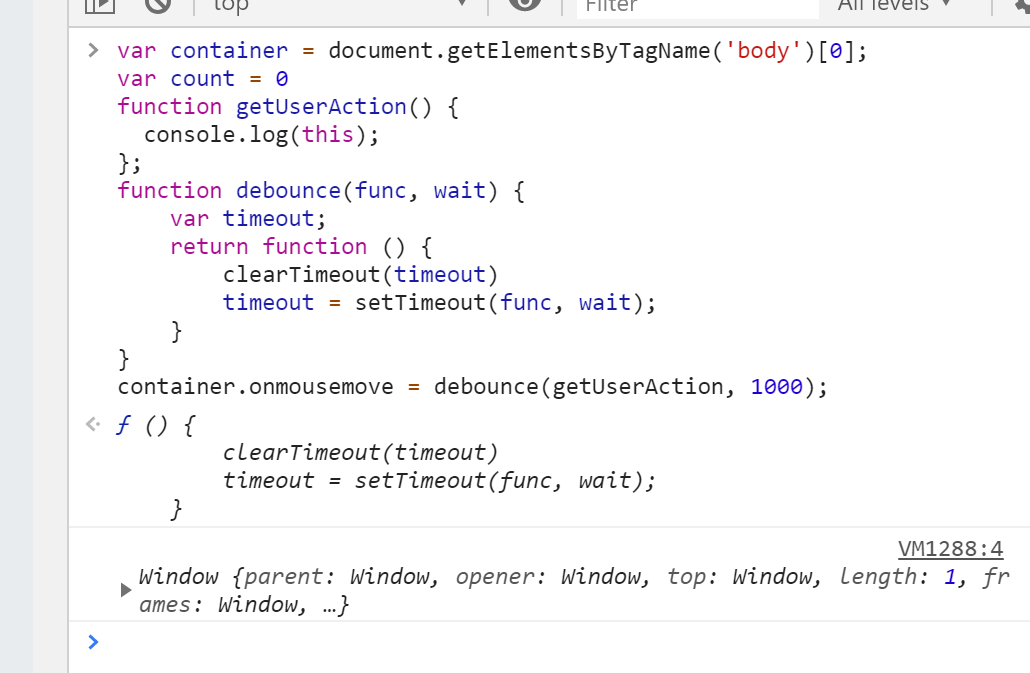 top
Filter
All levels
var container = document.getElementsByTagName('body')[0];
var count = 0
function getUserAction() {
  console.log(this);
};
function debounce(func, wait) {
    var timeout;
    return function () {
        clearTimeout(timeout)
        timeout = setTimeout(func, wait);
    }
}
container.onmousemove = debounce(getUserAction, 1000);
ƒ () {
        clearTimeout(timeout)
        timeout = setTimeout(func, wait);
    }
VM1288:4
Window {parent: Window, opener: Window, top: Window, length: 1, fr
ames: Window, …}